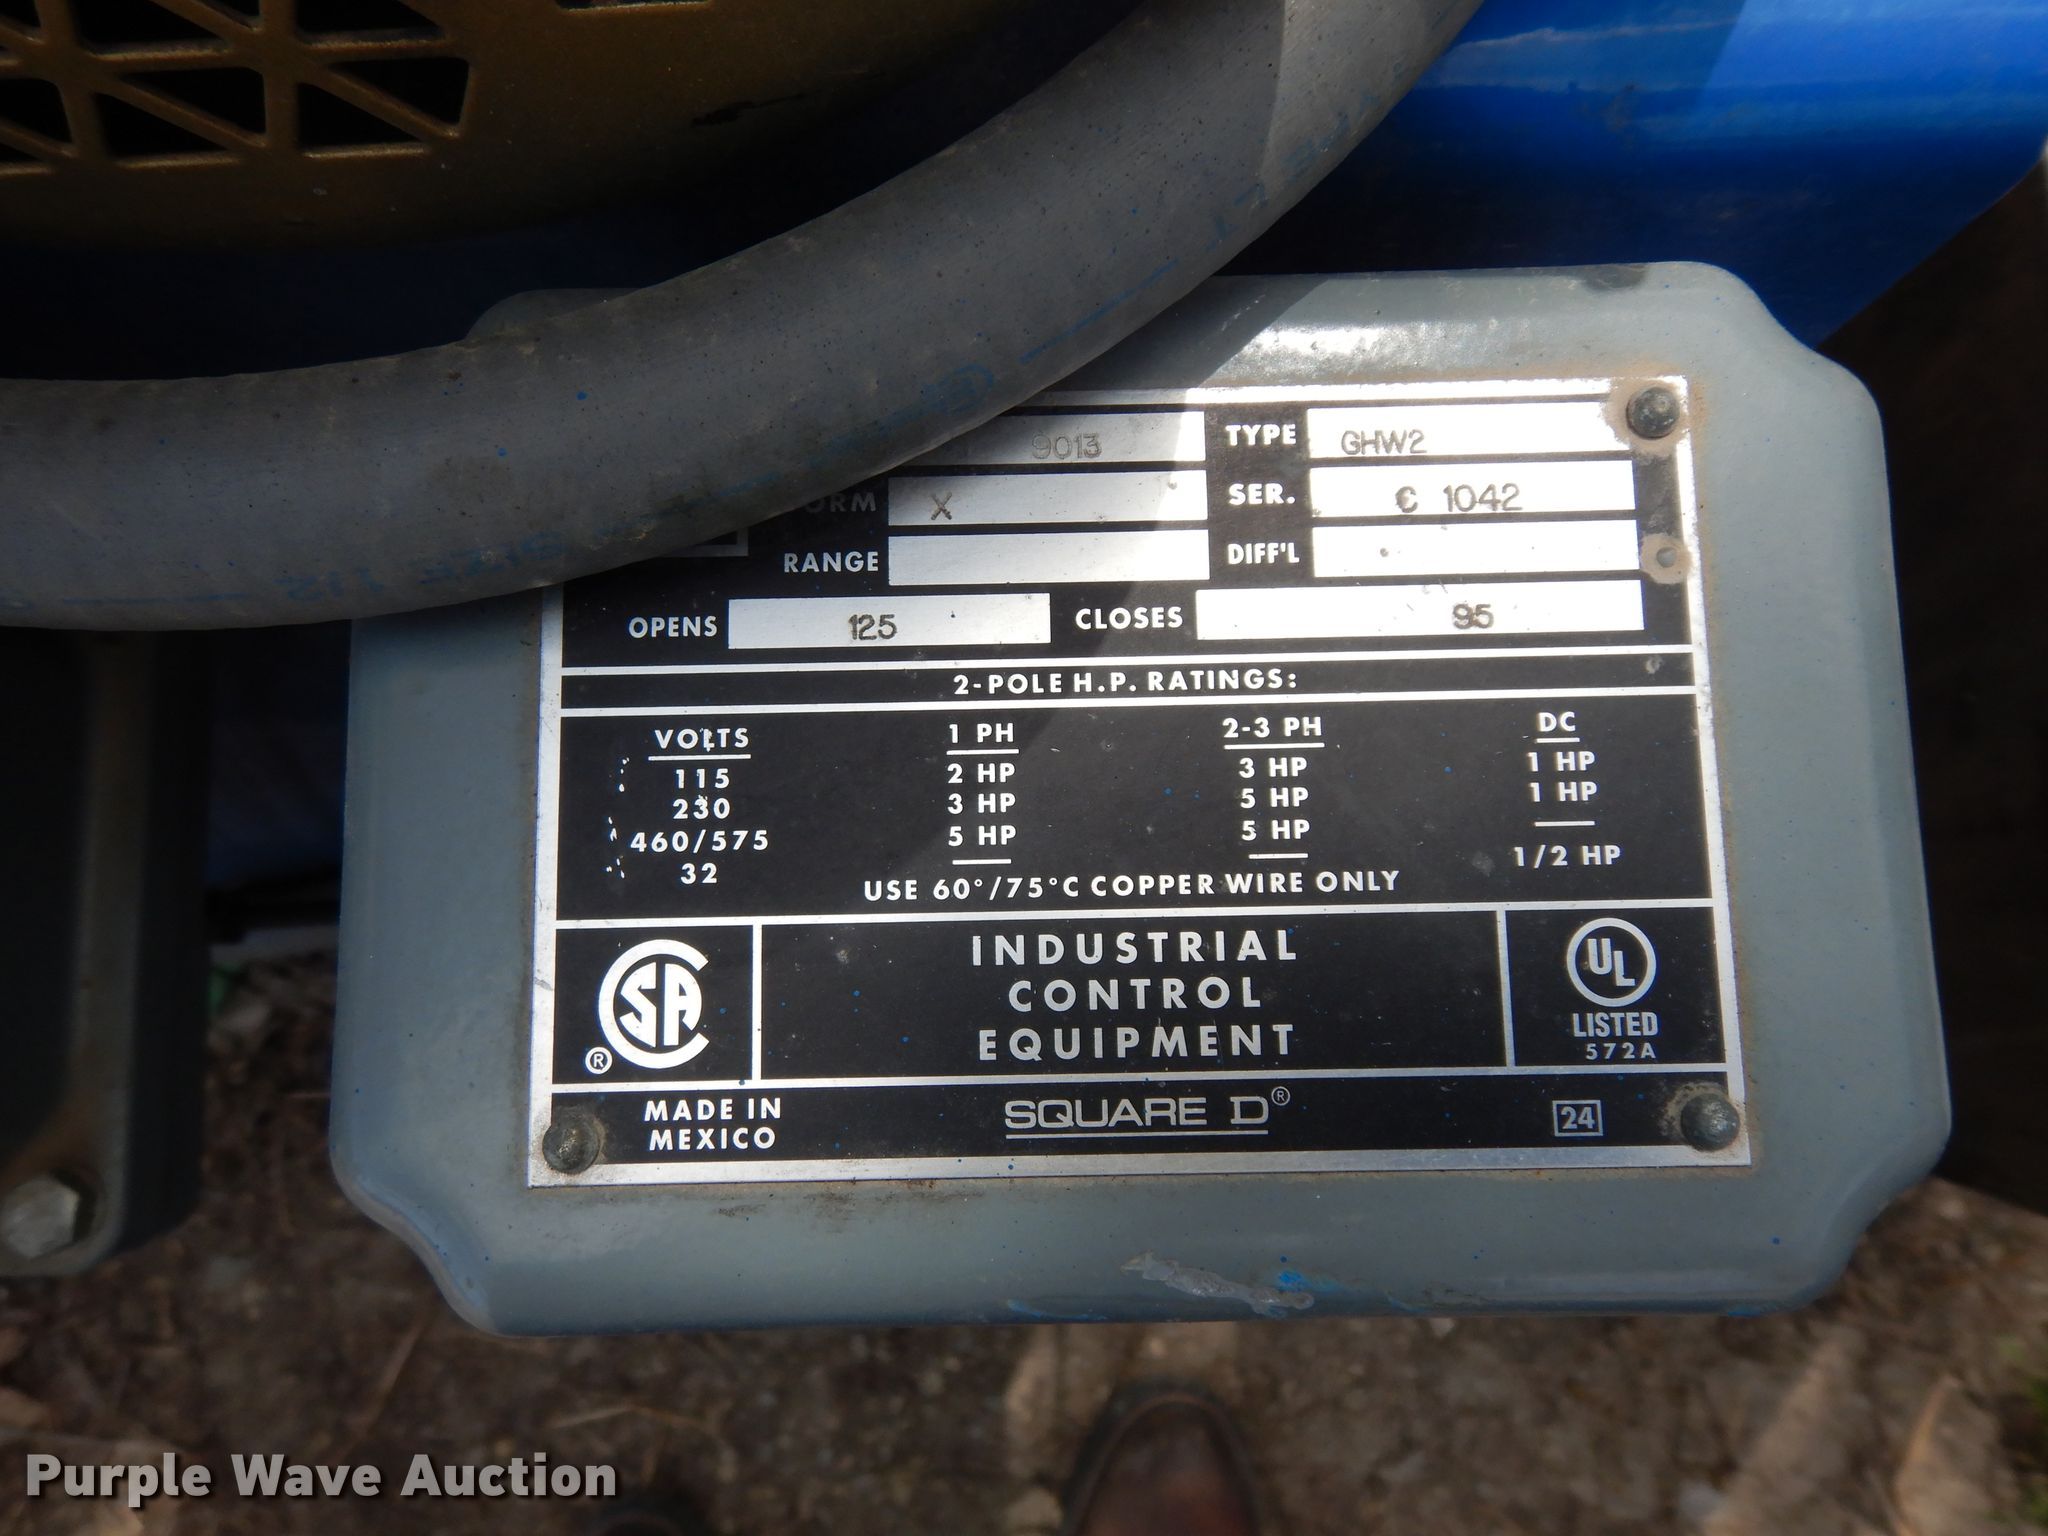 9013 TYPE GHW2
ORM X SER. C 1042
RANGE DIFF'L
OPENS 125 CLOSES 95
2-POLE H.P. RATINGS:
VOLTS 1 PH 2-3 PH DC
115 2 HP 3 HP 1 HP
230 3 HP 5 HP 1 HP
460/575 5 HP 5 HP
32 1/2 HP
USE 60°/75°C COPPER WIRE ONLY
SA ®
INDUSTRIAL
CONTROL
EQUIPMENT
UL
LISTED
572A
MADE IN
MEXICO
SQUARE D®
24
Purple Wave Auction